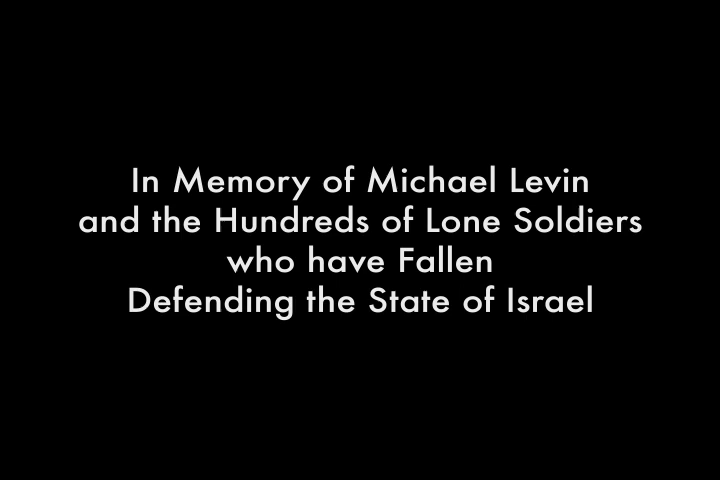 In Memory of Michael Levin
and the Hundreds of Lone Soldiers
who have Fallen
Defending the State of Israel